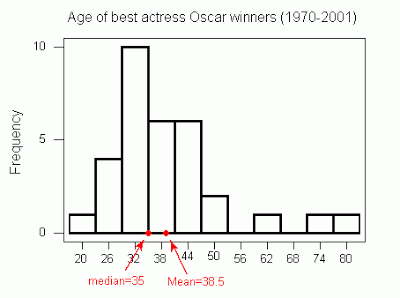 Age of best actress Oscar winners (1970-2001)
10
5
0
Frequency
20 26 32 38 44 50 56 62 68 74 80
median=35
Mean=38.5